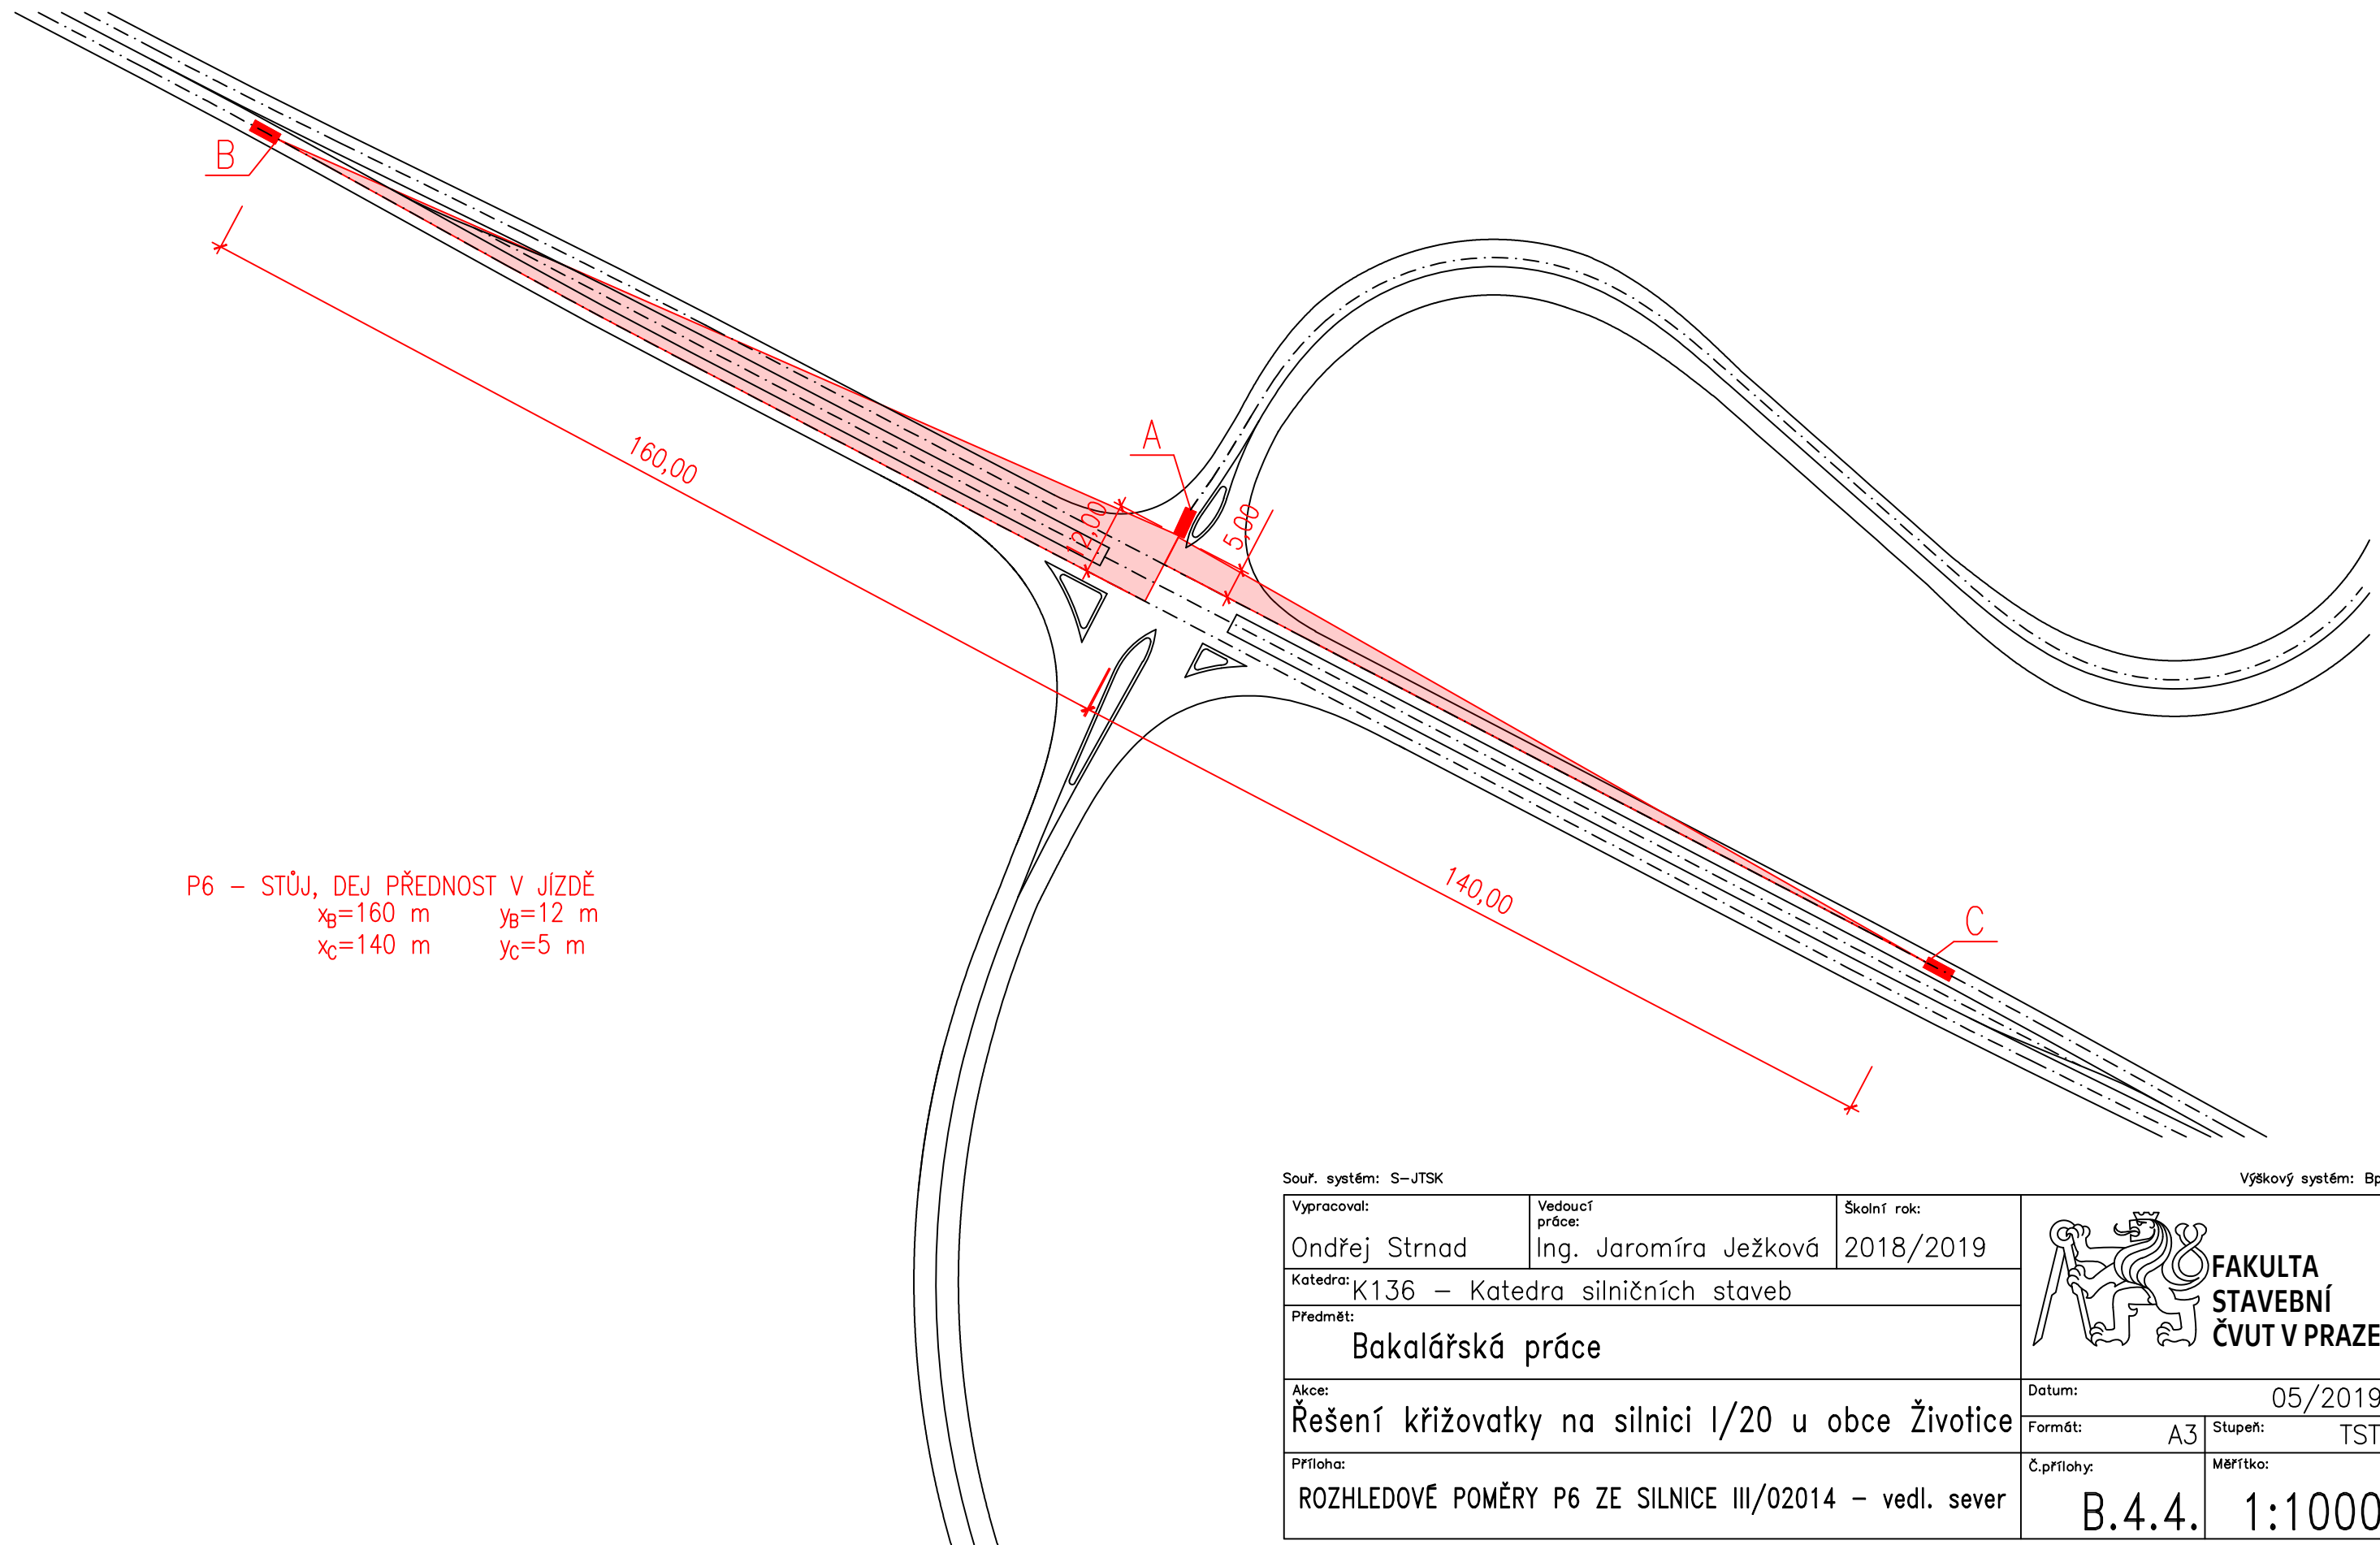 B
160,00
A
12,00
5,00
140,00
C
P6 – STŮJ, DEJ PŘEDNOST V JÍZDĚ
xB=160 m yB=12 m
xC=140 m yC=5 m
Souř. systém: S–JTSK
Výškový systém: Bp
Vypracoval:
Ondřej Strnad
Vedoucí
práce:
Ing. Jaromíra Ježková
Školní rok:
2018/2019
Katedra: K136 – Katedra silničních staveb
Předmět:
Bakalářská práce
FAKULTA
STAVEBNÍ
ČVUT V PRAZE
Akce:
Řešení křižovatky na silnici I/20 u obce Životice
Datum:
05/2019
Formát: A3
Stupeň: TST
Příloha:
ROZHLEDOVÉ POMĚRY P6 ZE SILNICE III/02014 – vedl. sever
Č.přílohy:
B.4.4.
Měřítko:
1:1000